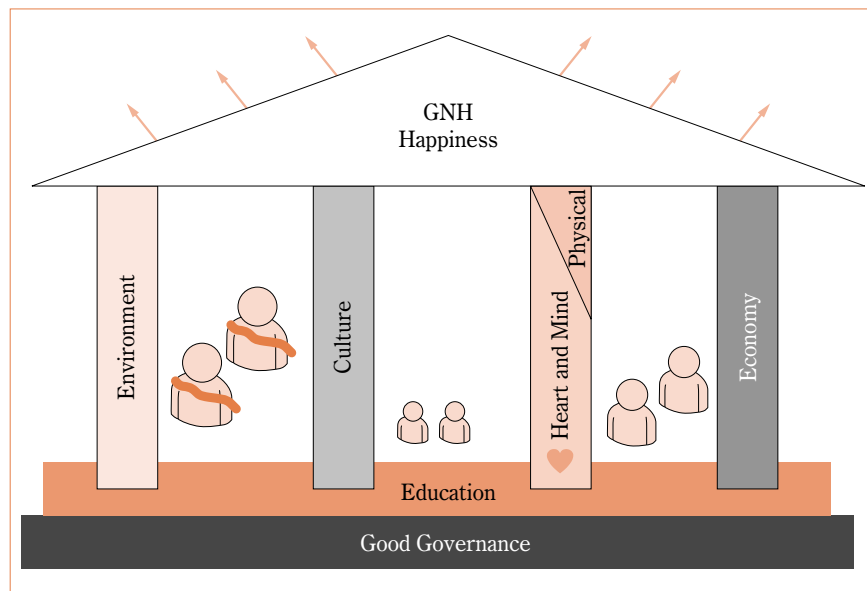 GNH
Happiness
Environment
Culture
Heart and Mind
Physical
Economy
Education
Good Governance